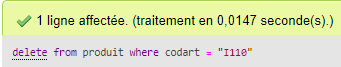 1 ligne affectée. (traitement en 0,0147 seconde(s).)
delete from produit where codart = "I110"